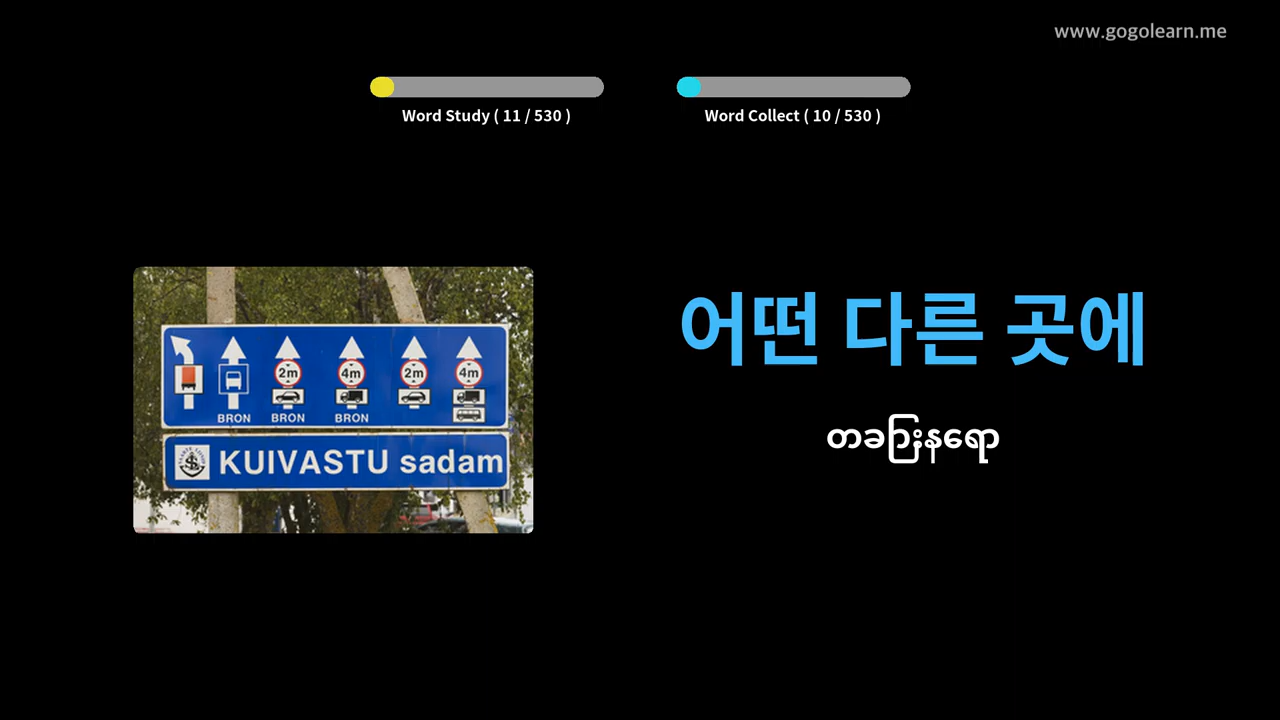 www.gogolearn.me
Word Study ( 11 / 530 )
Word Collect ( 10 / 530 )
2m 4m 2m 4m
BRON BRON BRON
KUIVASTU sadam
어떤 다른 곳에
တခြားနေရာ